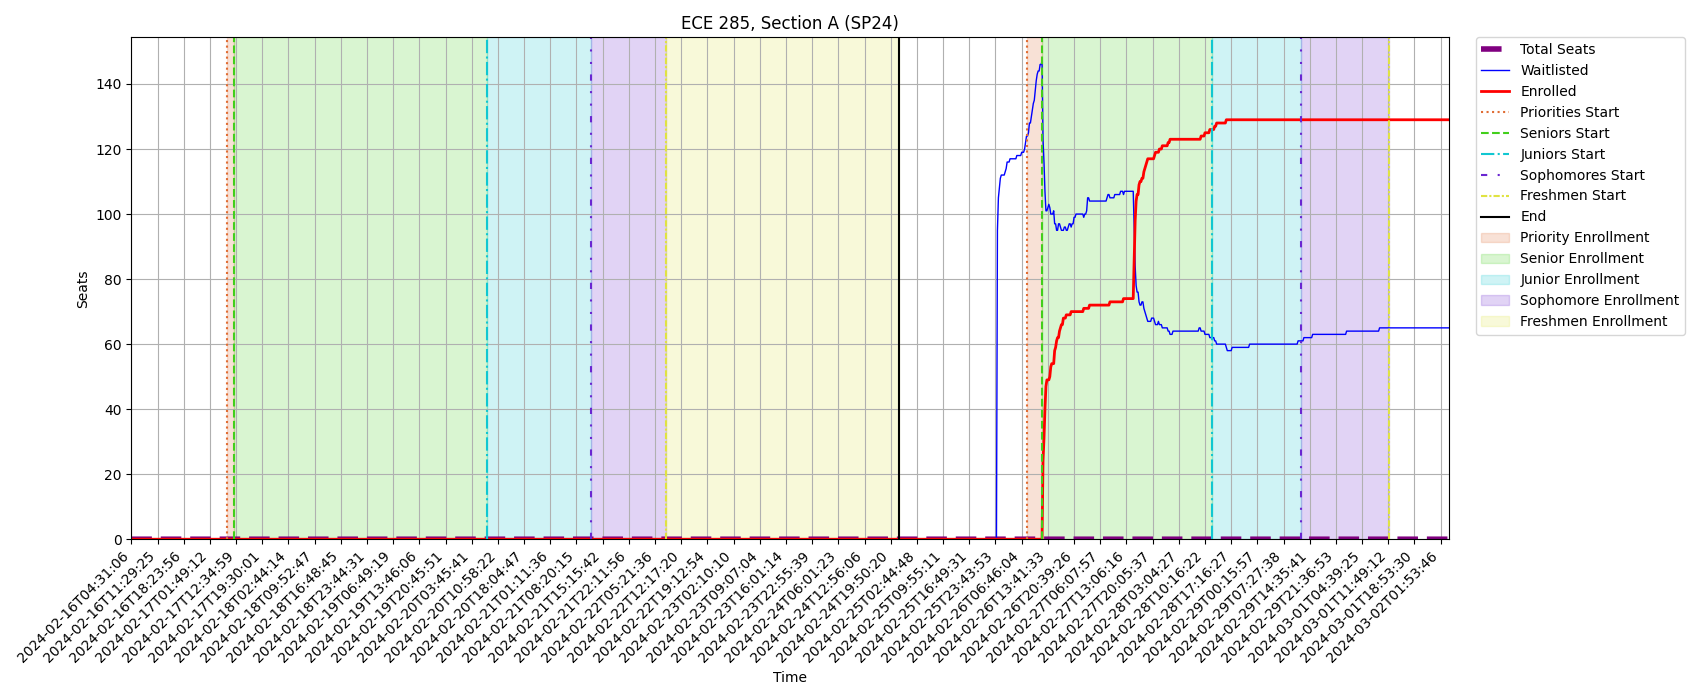 ECE 285, Section A (SP24)
Seats
140
120
100
80
60
40
20
0
2024-02-16T04:31:06
2024-02-16T11:29:25
2024-02-16T18:23:56
2024-02-17T01:49:12
2024-02-17T12:34:59
2024-02-17T19:30:01
2024-02-18T02:44:14
2024-02-18T09:52:47
2024-02-18T16:48:45
2024-02-18T23:44:31
2024-02-19T06:49:19
2024-02-19T13:46:06
2024-02-19T20:45:51
2024-02-20T03:45:41
2024-02-20T10:58:22
2024-02-20T18:04:47
2024-02-21T01:11:36
2024-02-21T08:20:15
2024-02-21T15:15:42
2024-02-21T22:11:56
2024-02-22T05:21:36
2024-02-22T12:17:20
2024-02-22T19:12:54
2024-02-23T02:10:10
2024-02-23T09:07:04
2024-02-23T16:01:14
2024-02-23T22:55:39
2024-02-24T06:01:23
2024-02-24T12:56:06
2024-02-24T19:50:20
2024-02-25T02:44:48
2024-02-25T09:55:11
2024-02-25T16:49:31
2024-02-25T23:43:53
2024-02-26T06:46:04
2024-02-26T13:41:33
2024-02-26T20:39:26
2024-02-27T06:07:57
2024-02-27T13:06:16
2024-02-27T20:05:37
2024-02-28T03:04:27
2024-02-28T10:16:22
2024-02-28T17:16:27
2024-02-29T00:15:57
2024-02-29T07:27:38
2024-02-29T14:35:41
2024-02-29T21:36:53
2024-03-01T04:39:25
2024-03-01T11:49:12
2024-03-01T18:53:30
2024-03-02T01:53:46
Time
Total Seats
Waitlisted
Enrolled
Priorities Start
Seniors Start
Juniors Start
Sophomores Start
Freshmen Start
End
Priority Enrollment
Senior Enrollment
Junior Enrollment
Sophomore Enrollment
Freshmen Enrollment